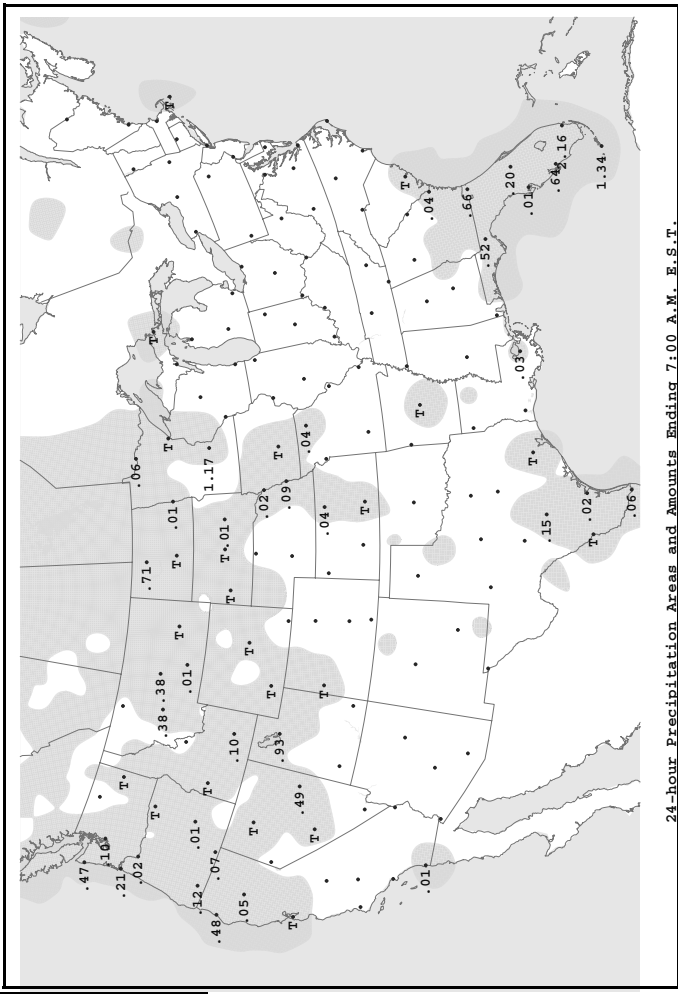 .47
.10
.21
T
.06
.02
.71
T
T
.38
.38
T
T
.01
T
T
.01
.01
.12
T
1.17
.07
.48
T .01
T
.10
.05
T
T
.02
T
T
.93
.09
T
.49
.04
T
T
.04
T
T
T
.01
.04
.66
.52
.20
.03
.01
T
.15
.64
2.16
.02
T
1.34
.06
24-hour Precipitation Areas and Amounts Ending 7:00 A.M. E.S.T.